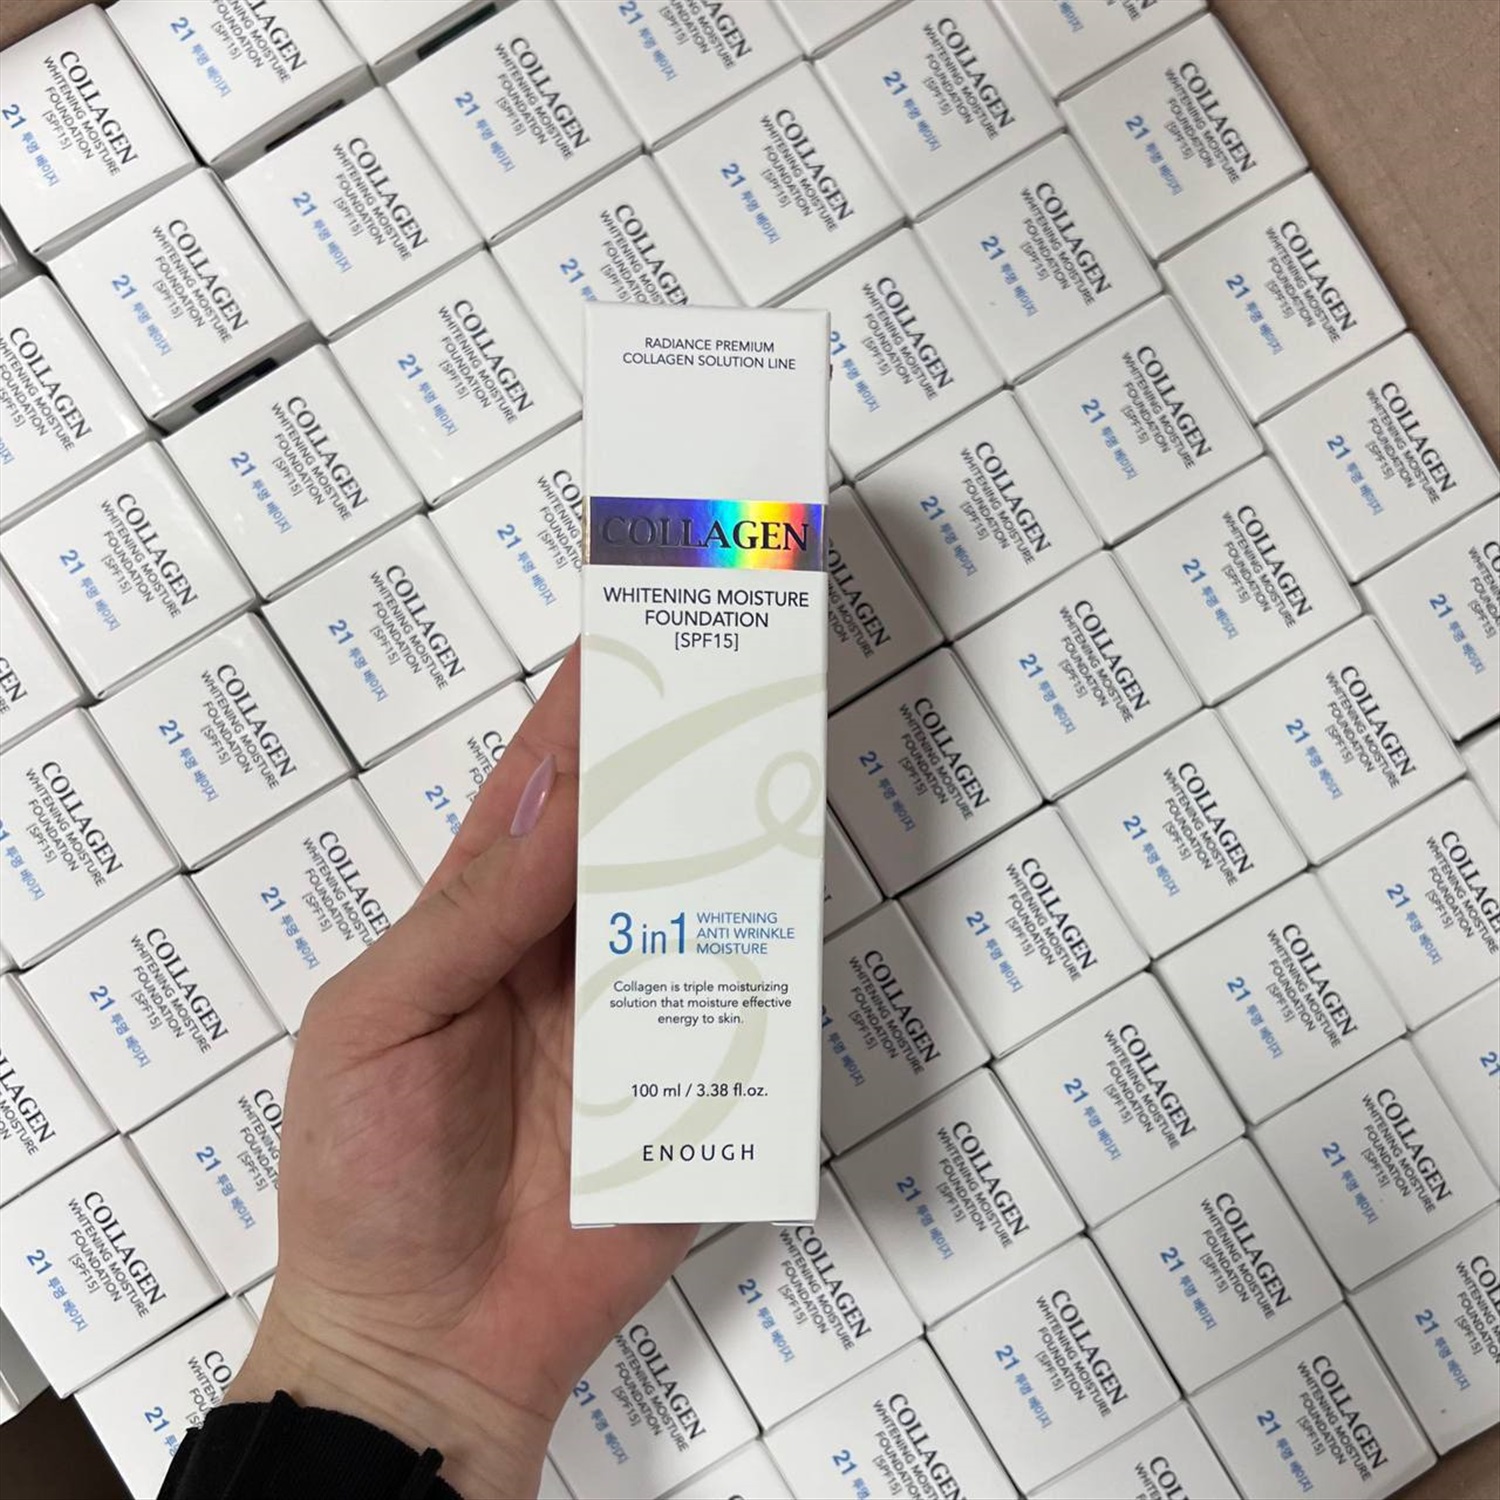 RADIANCE PREMIUM
COLLAGEN SOLUTION LINE
COLLAGEN
WHITENING MOISTURE
FOUNDATION
[SPF15]
3 in 1
WHITENING
ANTI WRINKLE
MOISTURE
Collagen is triple moisturizing
solution that moisture effective
energy to skin.
100 ml / 3.38 fl.oz.
ENOUGH
COLLAGEN
WHITENING MOISTURE
FOUNDATION
[SPF15]
21 투명 베이지